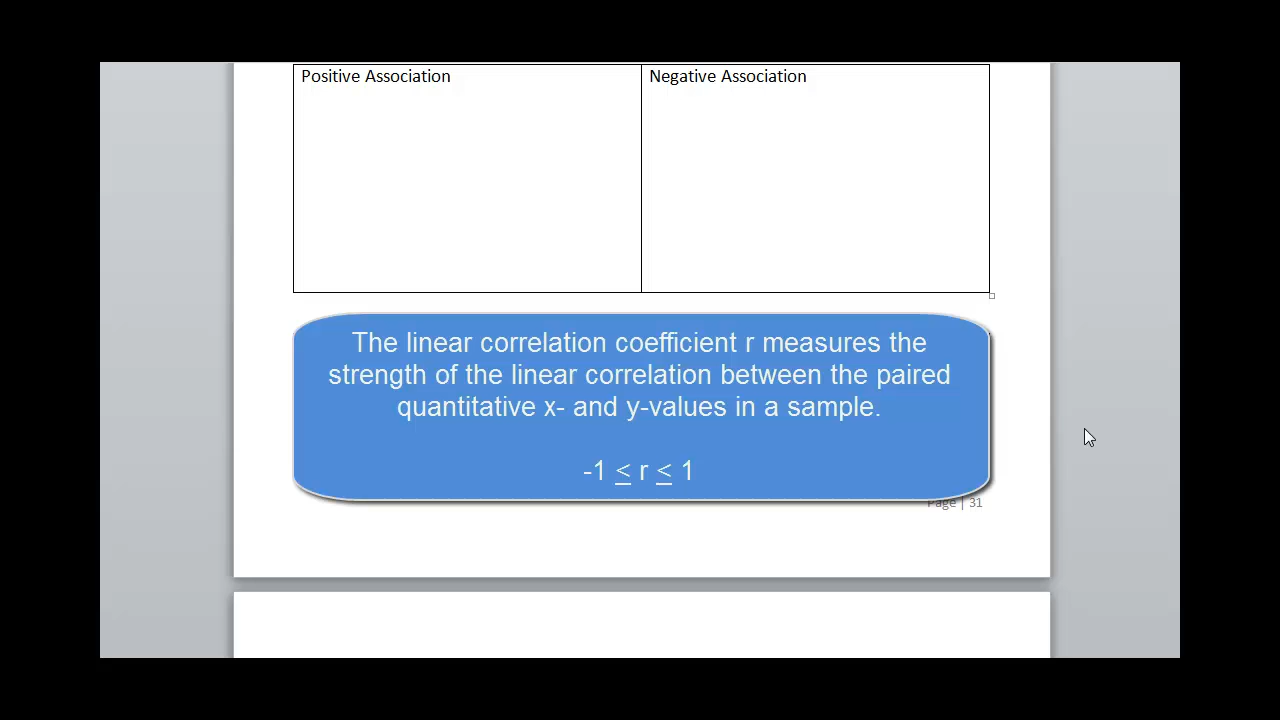 Positive Association
Negative Association
The linear correlation coefficient r measures the
strength of the linear correlation between the paired
quantitative x- and y-values in a sample.
-1 ≤ r ≤ 1
Page | 31